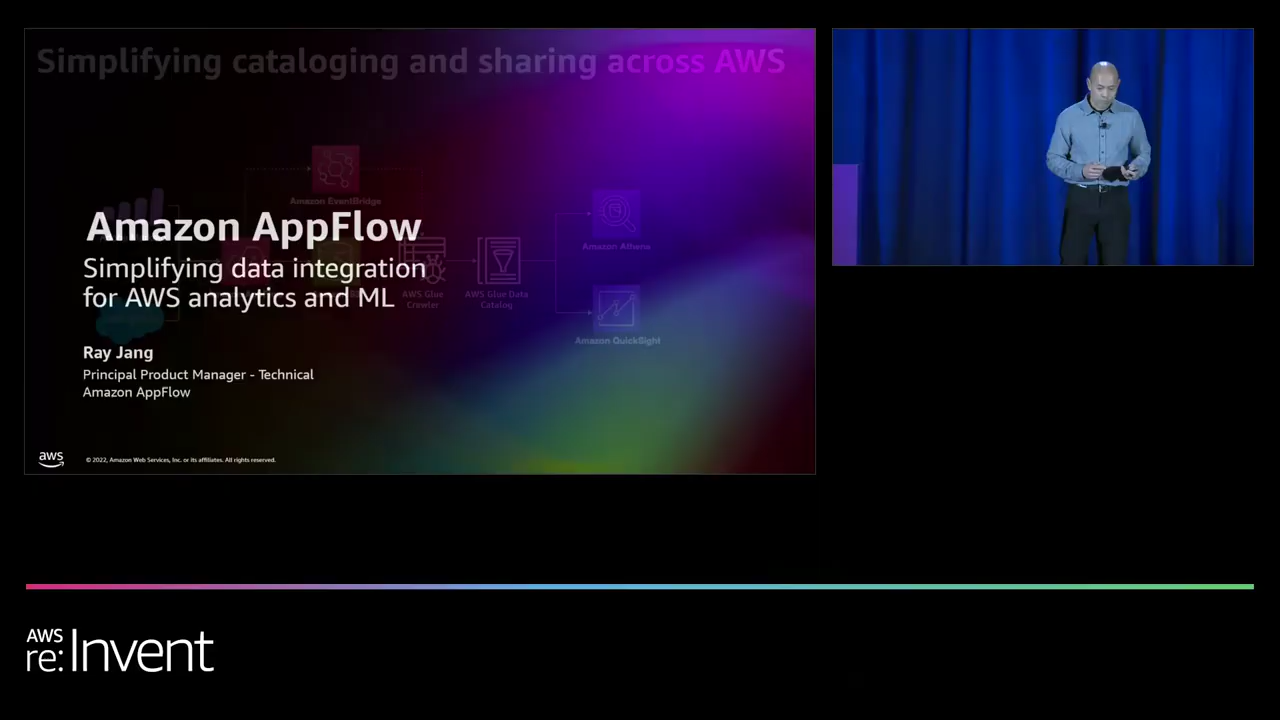 Simplifying cataloging and sharing across AWS
Amazon EventBridge
Amazon AppFlow
Simplifying data integration
for AWS analytics and ML
Amazon Athena
AWS Glue
Crawler
AWS Glue Data
Catalog
Amazon QuickSight
Ray Jang
Principal Product Manager - Technical
Amazon AppFlow
aws
© 2022, Amazon Web Services, Inc. or its affiliates. All rights reserved.
AWS
re:Invent